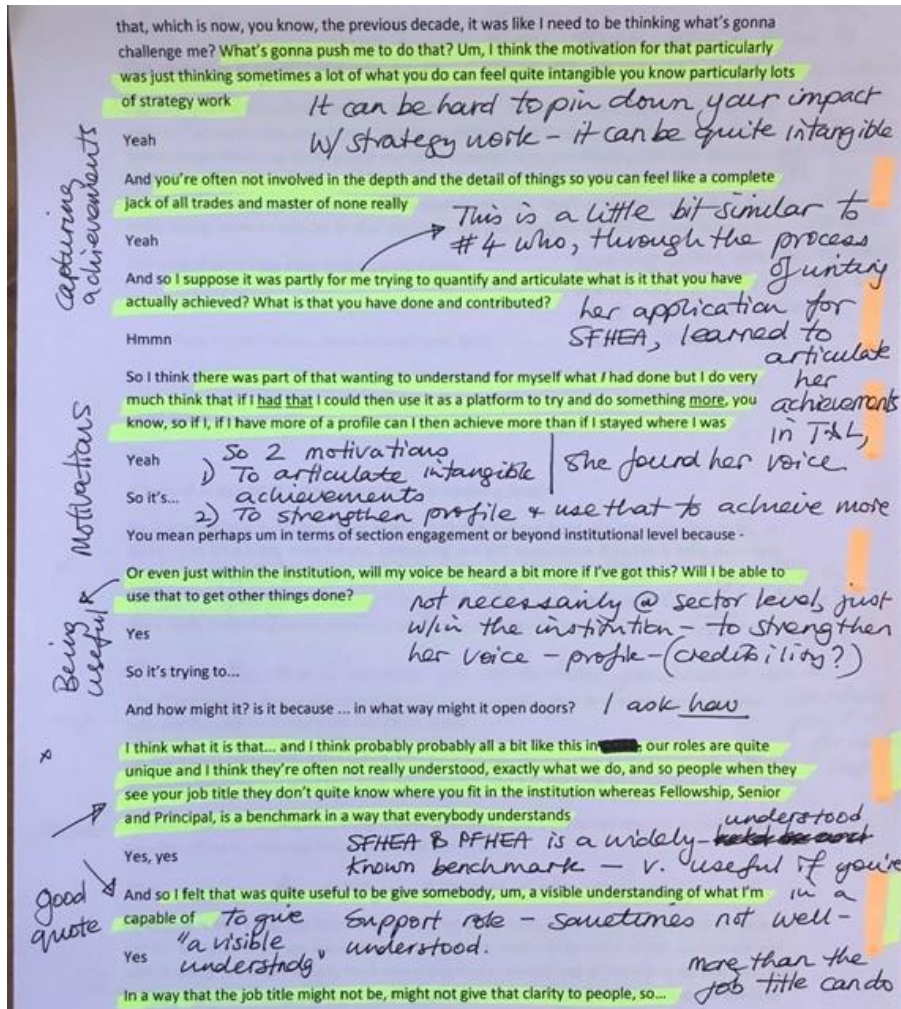 that, which is now, you know, the previous decade, it was like I need to be thinking what's gonna
challenge me? What's gonna push me to do that? Um, I think the motivation for that particularly
was just thinking sometimes a lot of what you do can feel quite intangible you know particularly lots
of strategy work
It can be hard to pin down your impact
w/ strategy work – it can be quite intangible
Yeah
Capturing
achievements
And you're often not involved in the depth and the detail of things so you can feel like a complete
jack of all trades and master of none really
Yeah
This is a little bit similar to
#4 who, through the process
of writing
her application for
SFHEA, learned to
articulate
her
achievements
in T&L,
she found her voice.
And so I suppose it was partly for me trying to quantify and articulate what is it that you have
actually achieved? What is that you have done and contributed?
Hmmn
Motivations
So I think there was part of that wanting to understand for myself what I had done but I do very
much think that if I had that I could then use it as a platform to try and do something more, you
know, so if I, if I have more of a profile can I then achieve more than if I stayed where I was
Yeah
So 2 motivations
1) To articulate intangible
achievements
2) To strengthen profile + use that to achieve more
So it's...
You mean perhaps um in terms of section engagement or beyond institutional level because -
Being
useful
Or even just within the institution, will my voice be heard a bit more if I've got this? Will I be able to
use that to get other things done?
not necessarily @ sector level, just
w/in the institution – to strengthen
her voice – profile – (credibility?)
Yes
So it's trying to...
And how might it? is it because ... in what way might it open doors?
I ask how
I think what it is that... and I think probably probably all a bit like this in our roles are quite
unique and I think they're often not really understood, exactly what we do, and so people when they
see your job title they don't quite know where you fit in the institution whereas Fellowship, Senior
and Principal, is a benchmark in a way that everybody understands
Yes, yes
SFHEA & PFHEA is a widely- understood
known benchmark – v. useful if you're
in a
support role – sometimes not well-
understood.
good
quote
And so I felt that was quite useful to be give somebody, um, a visible understanding of what I'm
capable of
to give
"a visible
understndg"
more than the
job title can do
Yes
In a way that the job title might not be, might not give that clarity to people, so...